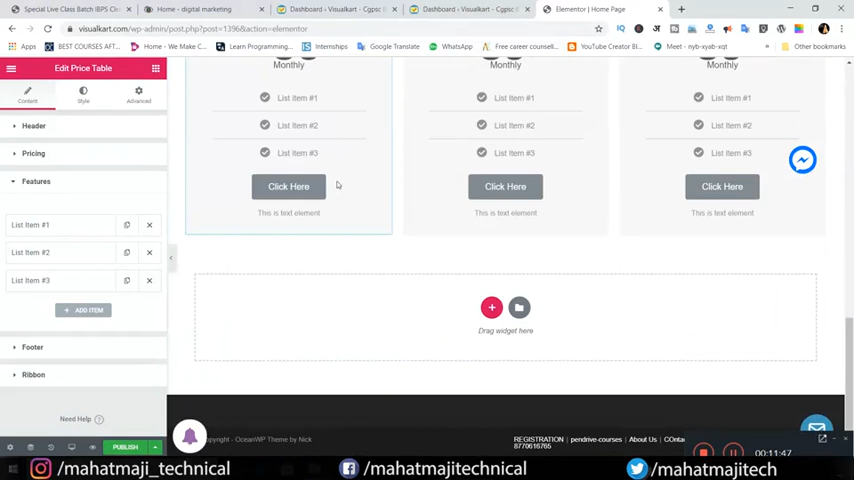 Special Live Class Batch IBPS Cle
Home - digital marketing
Dashboard ‹ Visualkart - Cgpsc
Dashboard ‹ Visualkart - Cgpsc
Elementor | Home Page
visualkart.com/wp-admin/post.php?post=1396&action=elementor
Apps
BEST COURSES AFT...
Home - We Make C...
Learn Programming...
Internships
Google Translate
WhatsApp
Free career counsell...
YouTube Creator Bl...
Meet - nyb-xyab-xqt
Other bookmarks
Edit Price Table
Content
Style
Advanced
Header
Pricing
Features
List Item #1
List Item #2
List Item #3
ADD ITEM
Footer
Ribbon
Need Help
PUBLISH
Monthly
List Item #1
List Item #2
List Item #3
Click Here
This is text element
Monthly
List Item #1
List Item #2
List Item #3
Click Here
This is text element
Monthly
List Item #1
List Item #2
List Item #3
Click Here
This is text element
Drag widget here
Copyright - OceanWP Theme by Nick
REGISTRATION | pendrive-courses | About Us | COntac
8770616765
00:11:47
/mahatmaji_technical
/mahatmajitechnical
/mahatmajitech